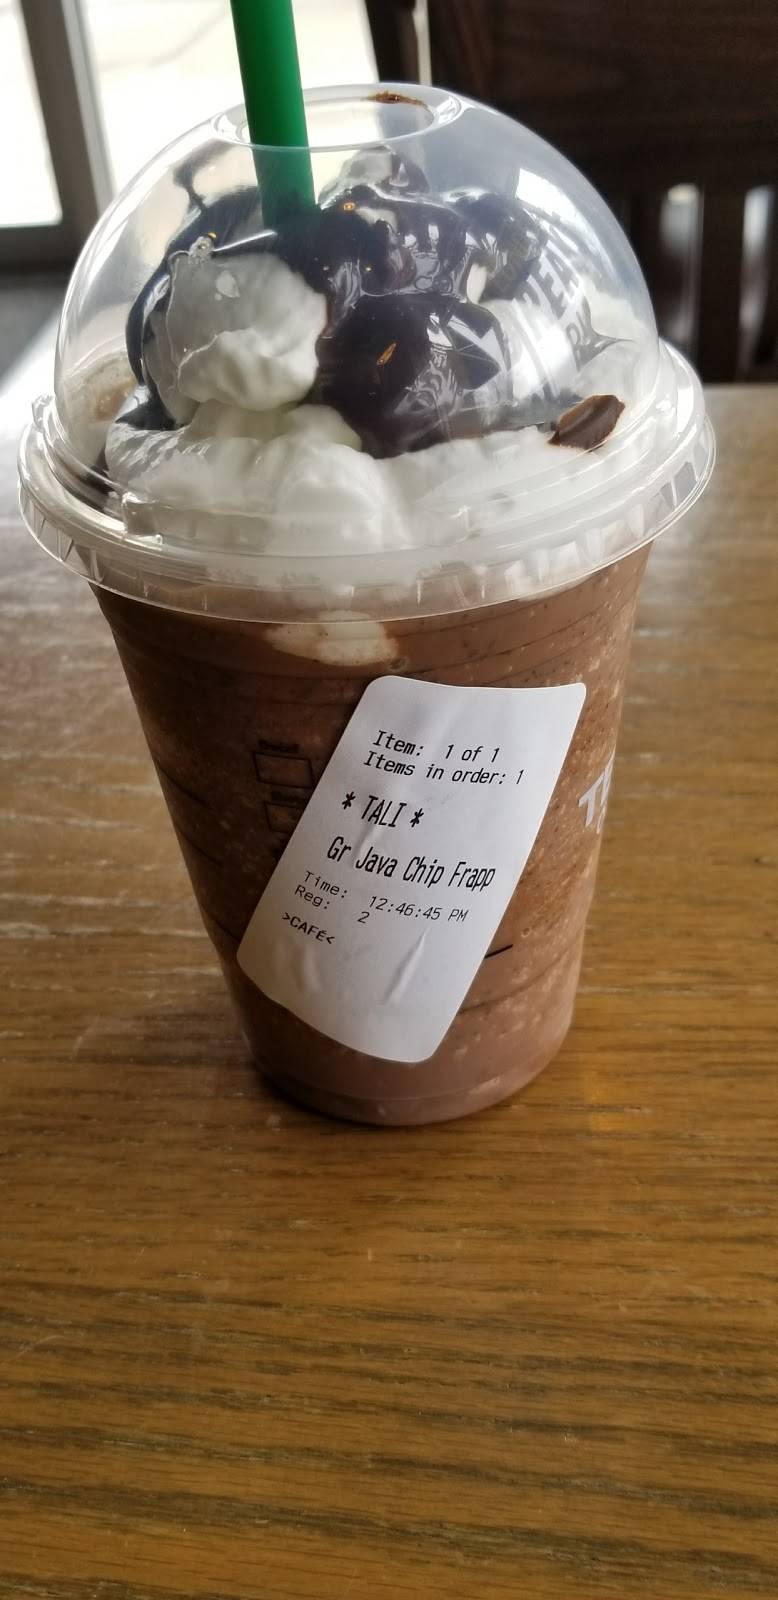 Item: 1 of 1
Items in order: 1
* TALI *
Gr Java Chip Frapp
Time: 12:46:45 PM
Reg: 2
>CAFÉ<